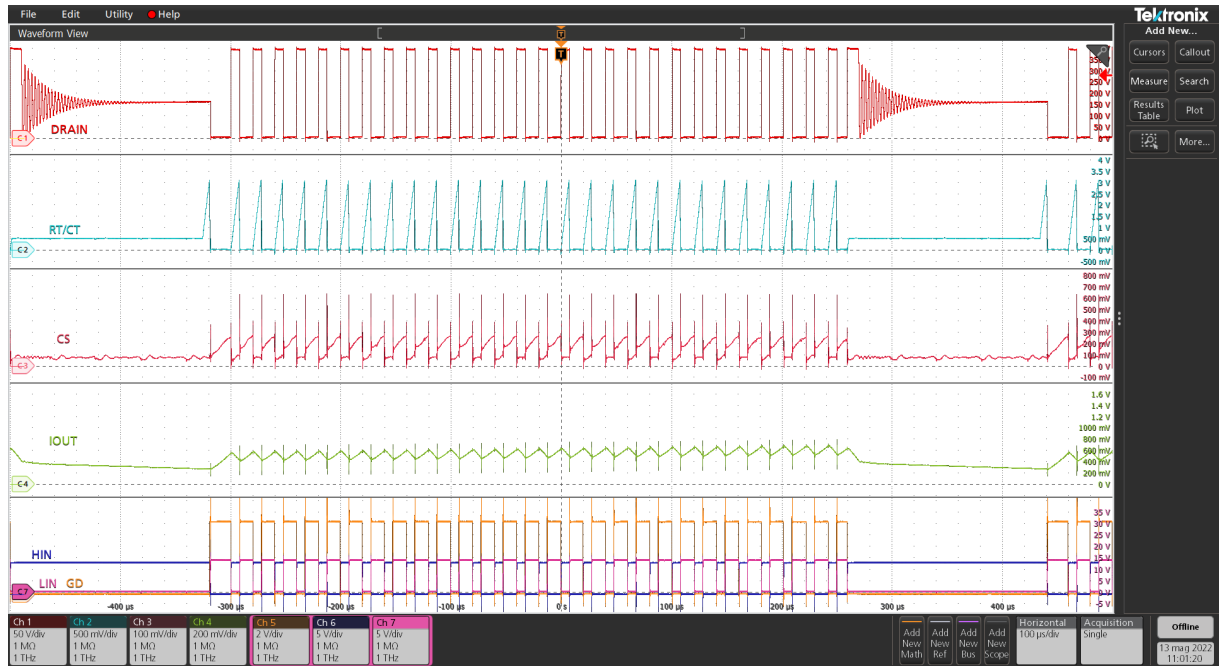 File Edit Utility Help
Tektronix
Waveform View
Add New...
Cursors Callout
Measure Search
Results Table Plot
More...
T
T
300 V
250 V
200 V
150 V
100 V
50 V
0 V
C1
DRAIN
4 V
3.5 V
3 V
2.5 V
2 V
1.5 V
1 V
500 mV
0 V
-500 mV
RT/CT
C2
800 mV
700 mV
600 mV
500 mV
400 mV
300 mV
200 mV
100 mV
0 V
-100 mV
CS
C3
1.6 V
1.4 V
1.2 V
1000 mV
800 mV
600 mV
400 mV
200 mV
0 V
IOUT
C4
35 V
30 V
25 V
20 V
15 V
10 V
5 V
0 V
-5 V
HIN
LIN GD
C7
-400 µs -300 µs -200 µs -100 µs 0 s 100 µs 200 µs 300 µs 400 µs
Ch 1 Ch 2 Ch 3 Ch 4 Ch 5 Ch 6 Ch 7
50 V/div 500 mV/div 100 mV/div 200 mV/div 2 V/div 5 V/div 5 V/div
1 MΩ 1 MΩ 1 MΩ 1 MΩ 1 MΩ 1 MΩ 1 MΩ
1 THz 1 THz 1 THz 1 THz 1 THz 1 THz 1 THz
Add New Math
Add New Ref
Add New Bus
Add New Scope
Horizontal
100 µs/div
Acquisition
Single
Offline
13 mag 2022
11:01:20